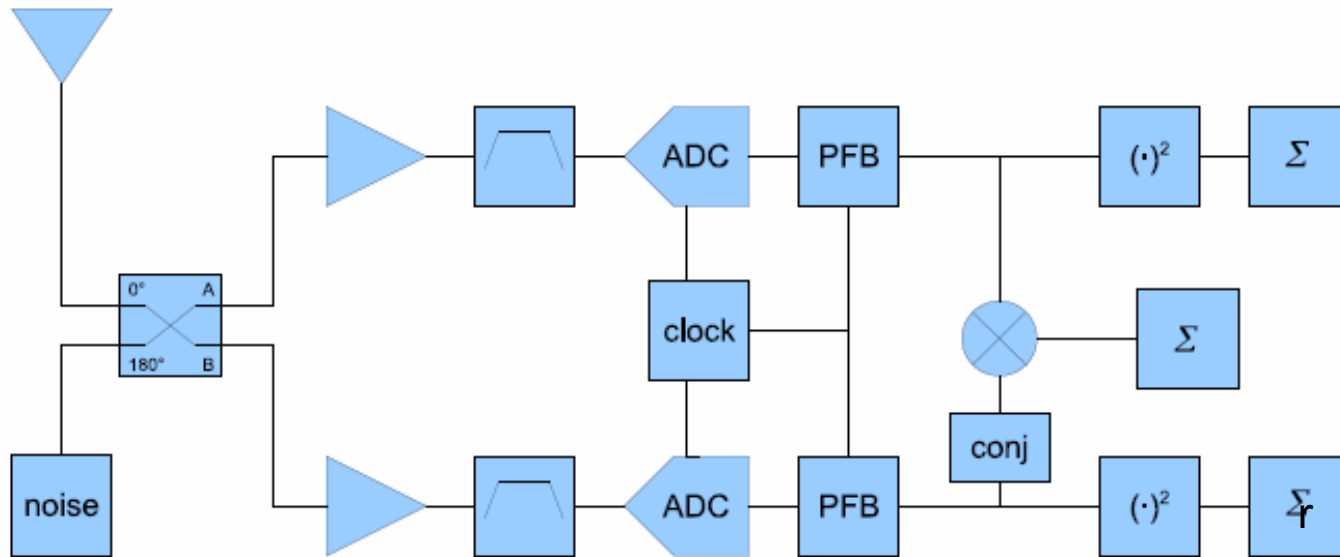 ADC
PFB
(·)²
Σ
0°
A
180°
B
clock
Σ
conj
noise
ADC
PFB
(·)²
Σ
r